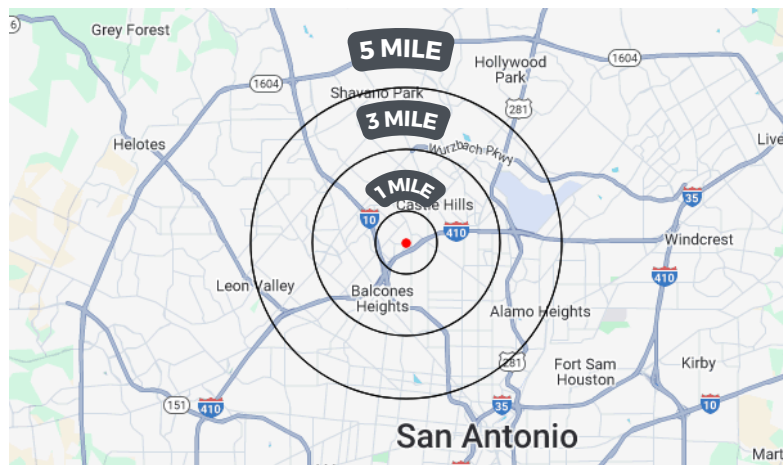 6
Grey Forest
5 MILE
Hollywood
Park
1604
1604
Shavano Park
281
3 MILE
Helotes
Wurzbach Pkwy
Live
1 MILE
35
Castle Hills
10
410
Windcrest
410
Leon Valley
Balcones
Heights
Alamo Heights
281
Fort Sam
Houston
Kirby
151
410
35
10
San Antonio
Mar